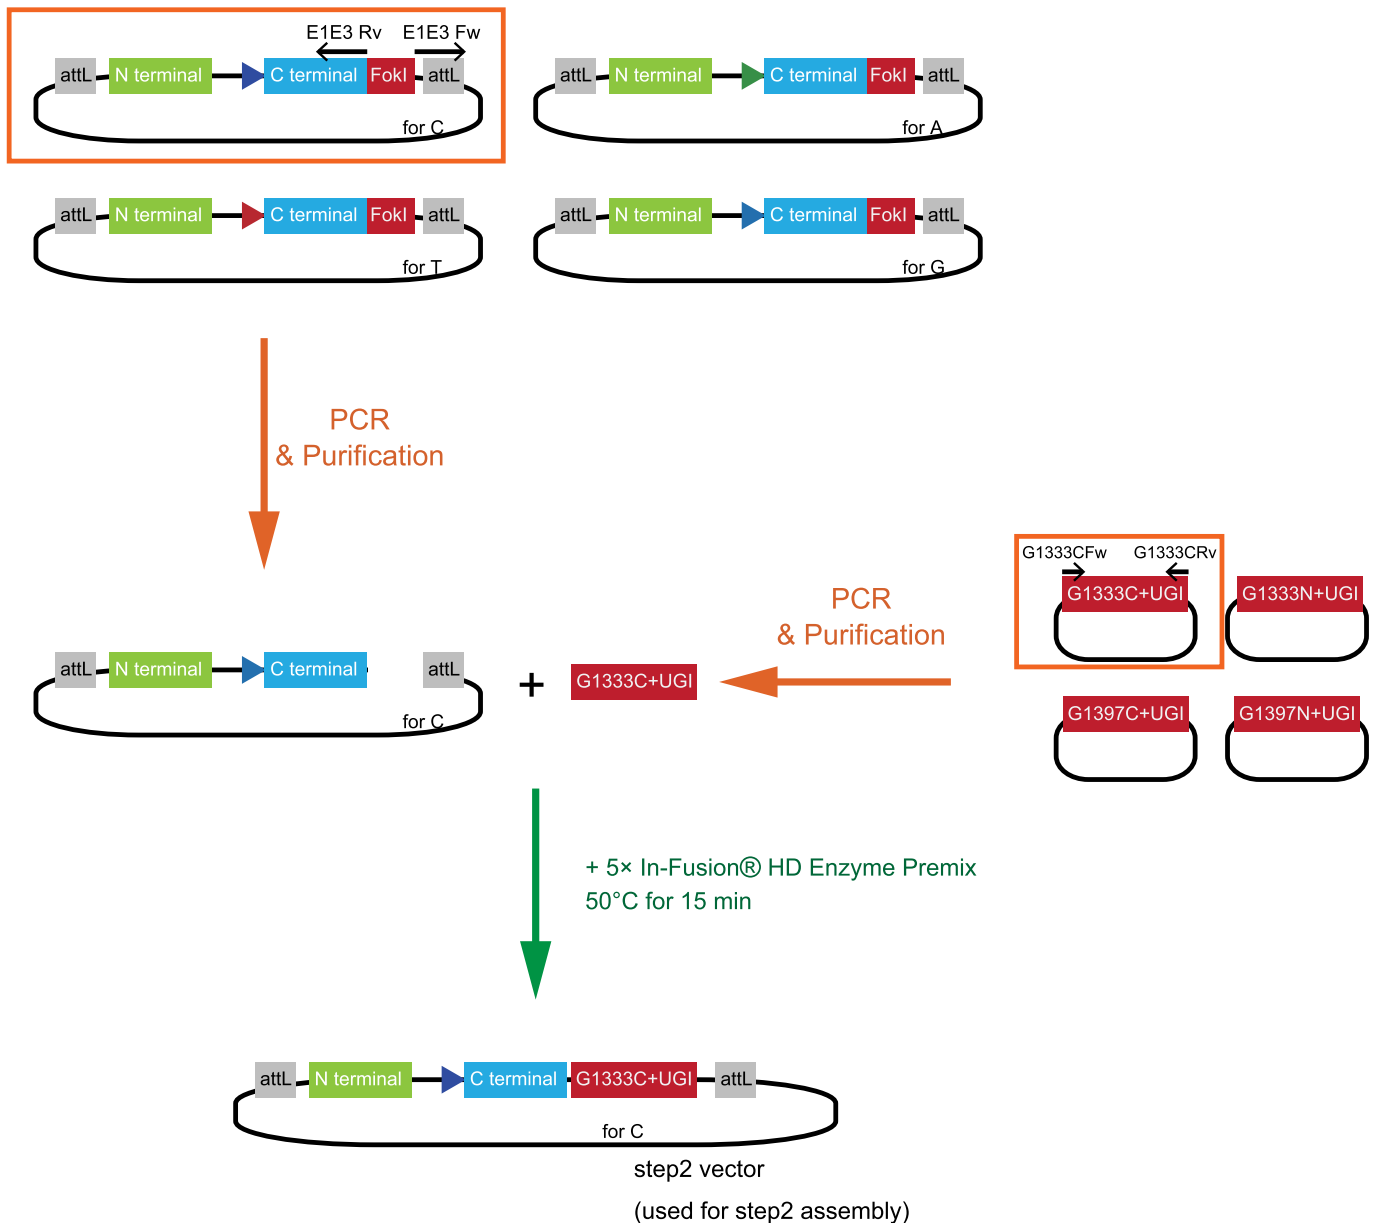 E1E3 Rv
E1E3 Fw
attL
N terminal
C terminal
FokI
attL
for C
attL
N terminal
C terminal
FokI
attL
for A
attL
N terminal
C terminal
FokI
attL
for T
attL
N terminal
C terminal
FokI
attL
for G
PCR
& Purification
G1333CFw
G1333CRv
G1333C+UGI
G1333N+UGI
G1397C+UGI
G1397N+UGI
PCR
& Purification
attL
N terminal
C terminal
attL
for C
+
G1333C+UGI
+ 5× In-Fusion® HD Enzyme Premix
50°C for 15 min
attL
N terminal
C terminal
G1333C+UGI
attL
for C
step2 vector
(used for step2 assembly)